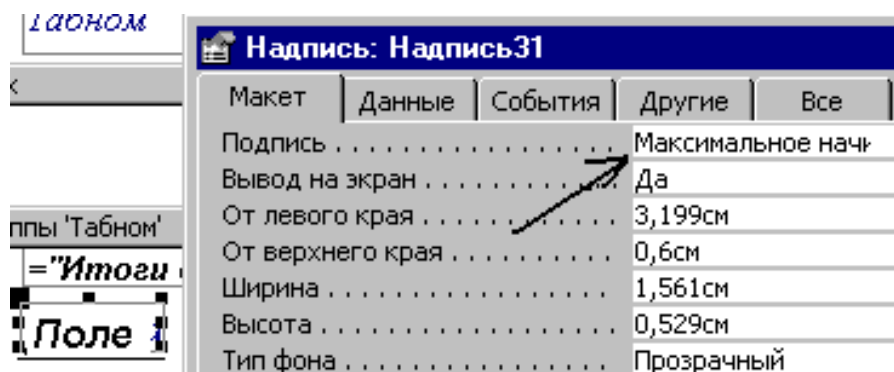 Табном
Надпись: Надпись31
Макет Данные События Другие Все
Подпись . . . . . . . . . . . . . . . . . Максимальное
Вывод на экран . . . . . . . . . . . . Да
От левого края . . . . . . . . . . . . 3,199см
ппы 'Табном'
От верхнего края . . . . . . . . . . 0,6см
="Итоги
Ширина . . . . . . . . . . . . . . . . . 1,561см
Поле
Высота . . . . . . . . . . . . . . . . . . 0,529см
Тип фона . . . . . . . . . . . . . . . . Прозрачный